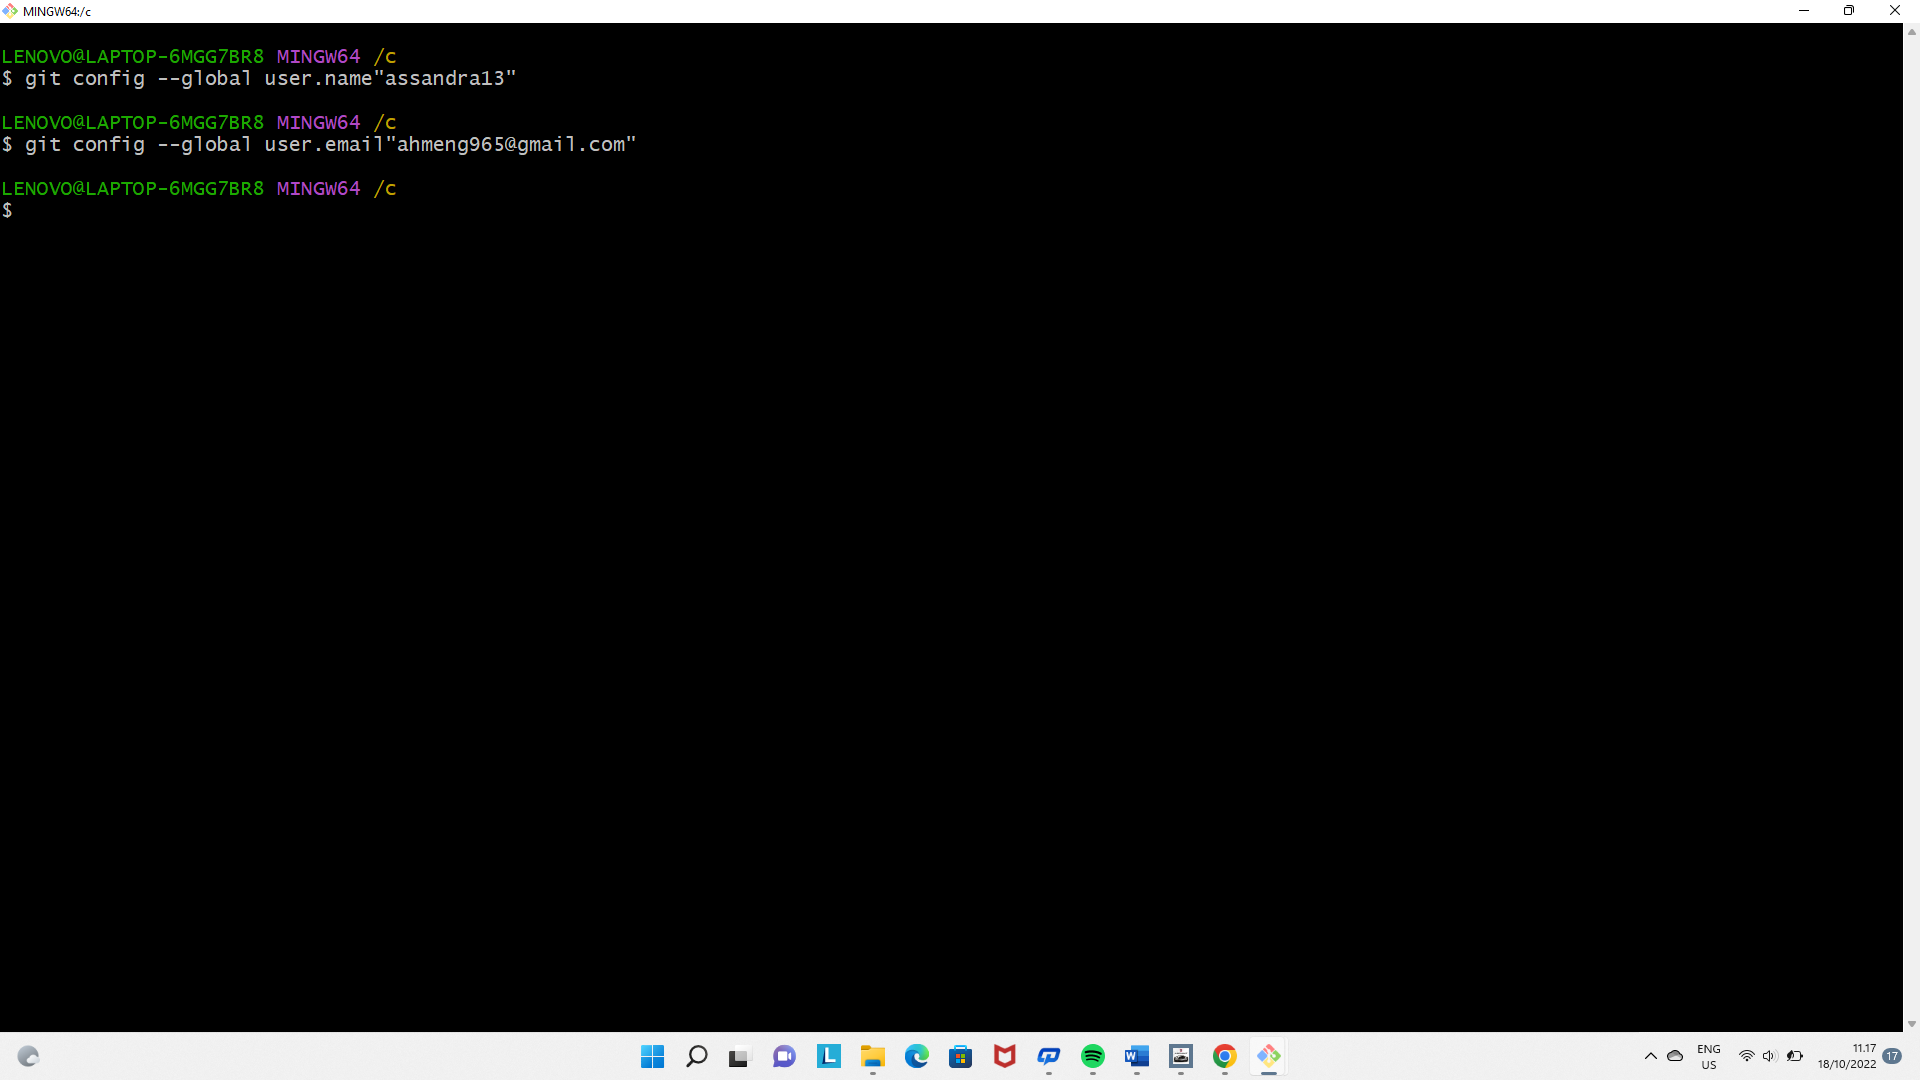 MINGW64:/c
LENOVO@LAPTOP-6MGG7BR8 MINGW64 /c
$ git config --global user.name"assandra13"
LENOVO@LAPTOP-6MGG7BR8 MINGW64 /c
$ git config --global user.email"ahmeng965@gmail.com"
LENOVO@LAPTOP-6MGG7BR8 MINGW64 /c
$
L
W
ENG
US
11.17
18/10/2022
17